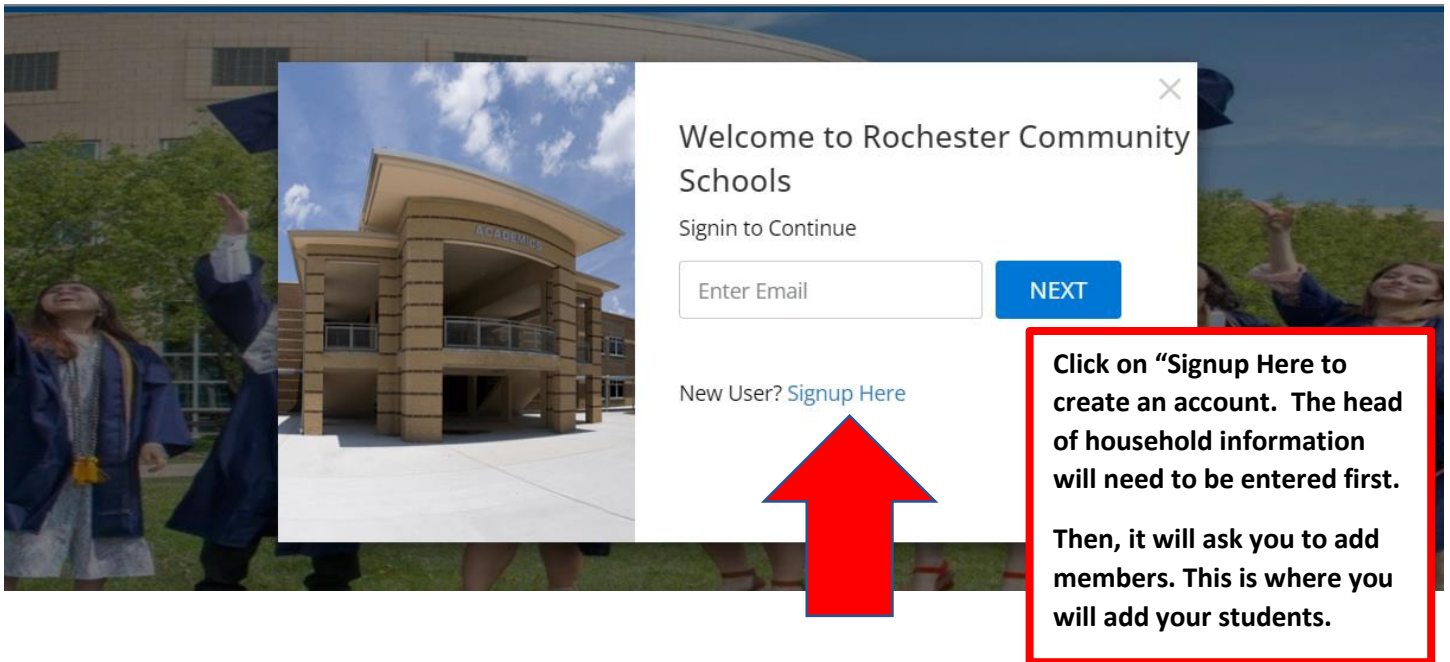 ACADEMICS
Welcome to Rochester Community
Schools
Signin to Continue
Enter Email
NEXT
New User? Signup Here
Click on “Signup Here to
create an account. The head
of household information
will need to be entered first.
Then, it will ask you to add
members. This is where you
will add your students.